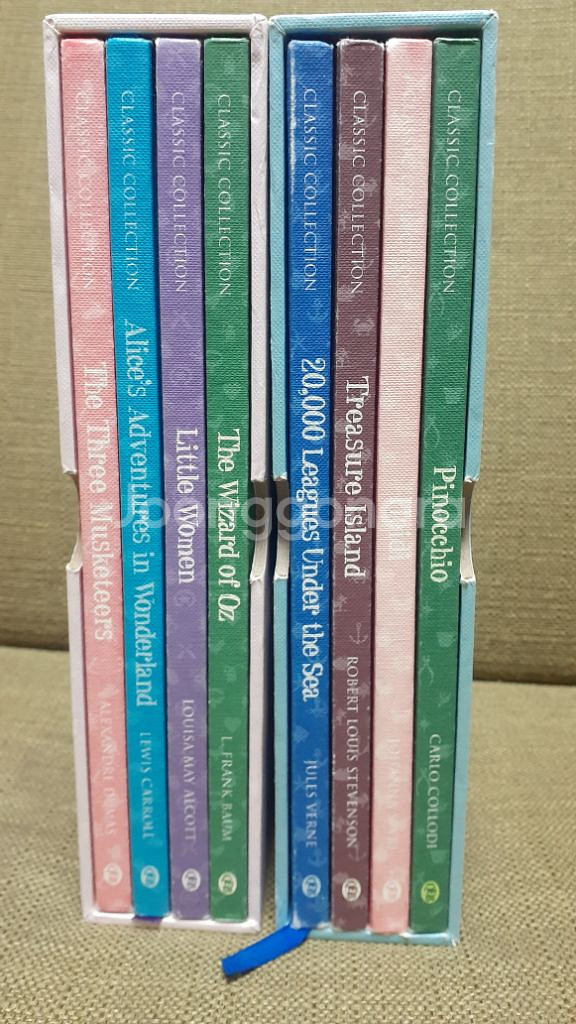 CLASSIC COLLECTION
The Three Musketeers
ALEXANDRE DUMAS
CLASSIC COLLECTION
Alice's Adventures in Wonderland
LEWIS CARROLL
CLASSIC COLLECTION
Little Women
LOUISA MAY ALCOTT
CLASSIC COLLECTION
The Wizard of Oz
L. FRANK BAUM
CLASSIC COLLECTION
20,000 Leagues Under the Sea
JULES VERNE
CLASSIC COLLECTION
Treasure Island
ROBERT LOUIS STEVENSON
CLASSIC COLLECTION
Pinocchio
CARLO COLLODI
Joonggonara